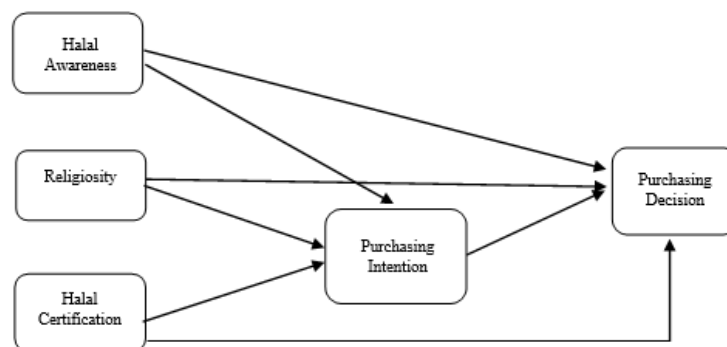 Halal
Awareness
Religiosity
Halal
Certification
Purchasing
Intention
Purchasing
Decision